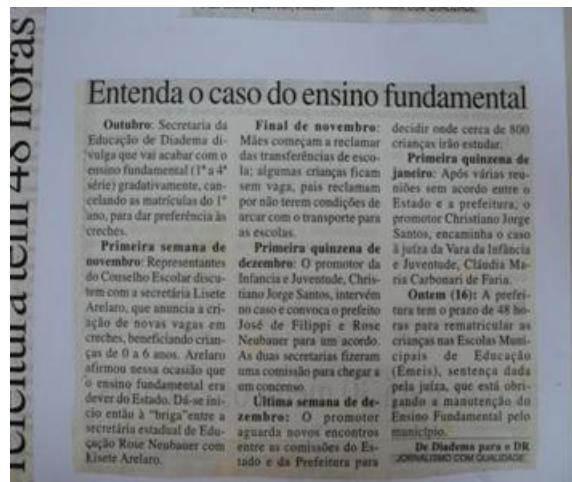 refeitura tem 48 horas
Entenda o caso do ensino fundamental
Outubro: Secretaria da
Educação de Diadema di-
vulga que vai acabar com o
ensino fundamental (1ª a 4ª
série) gradativamente, can-
celando as matrículas do 1º
ano, para dar preferência às
creches.
Primeira semana de
novembro: Representantes
do Conselho Escolar discu-
tem com a secretária Lisete
Arelaro, que anuncia a cri-
ação de novas vagas em
creches, beneficiando crian-
ças de 0 a 6 anos. Arelaro
afirmou nessa ocasião que
o ensino fundamental era
dever do Estado. Dá-se iní-
cio então à "briga"entre a
secretária estadual de Edu-
cação Rose Neubauer com
Lisete Arelaro.
Final de novembro:
Mães começam a reclamar
das transferências de esco-
la; algumas crianças ficam
sem vaga, pais reclamam
por não terem condições de
arcar com o transporte para
as escolas.
Primeira quinzena de
dezembro: O promotor da
Infancia e Juventude, Chris-
tiano Jorge Santos, intervém
no caso e convoca o prefeito
José de Filippi e Rose
Neubauer para um acordo.
As duas secretarias fizeram
uma comissão para chegar a
um concenso.
Última semana de de-
zembro: O promotor
aguarda novos encontros
entre as comissões do Es-
tado e da Prefeitura para
decidir onde cerca de 800
crianças irão estudar.
Primeira quinzena de
janeiro: Após várias reu-
niões sem acordo entre o
Estado e a prefeitura, o
promotor Christiano Jorge
Santos, encaminha o caso
à juíza da Vara da Infância
e Juventude, Cláudia Ma-
ria Carbonari de Faria.
Ontem (16): A prefei-
tura tem o prazo de 48 ho-
ras para rematricular as
crianças nas Escolas Muni-
cipais de Educação
(Emeis), sentença dada
pela juíza, que está obri-
gando a manutenção do
Ensino Fundamental pelo
município.
De Diadema para o DR
JORNALISMO COM QUALIDADE